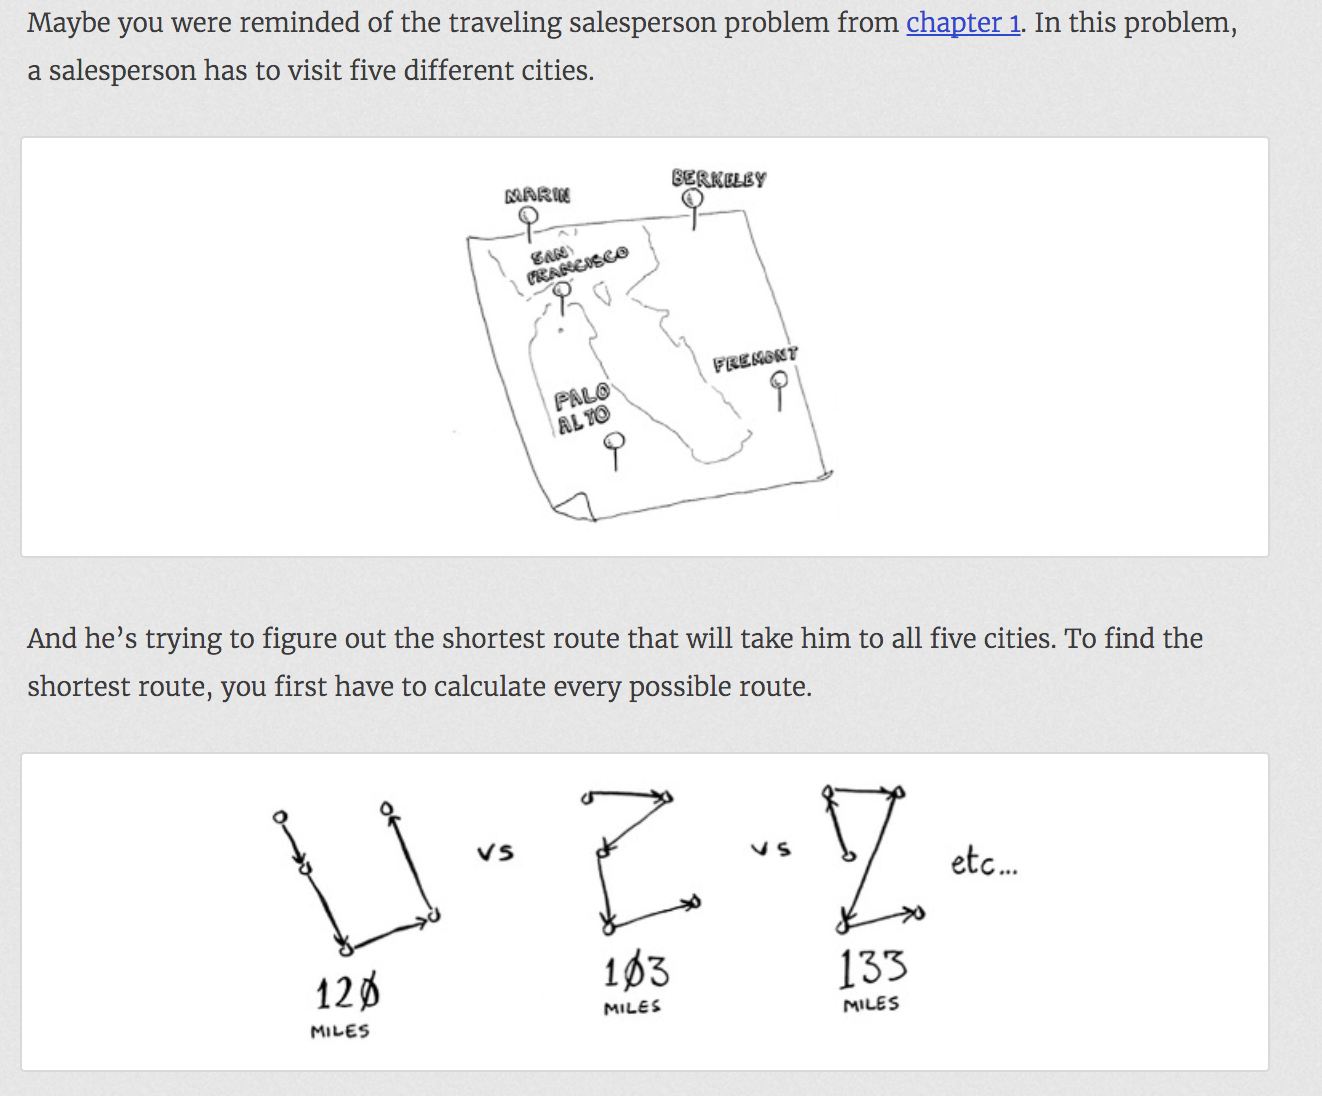 Maybe you were reminded of the traveling salesperson problem from chapter 1. In this problem,
a salesperson has to visit five different cities.
MARIN
BERKELEY
SAN
FRANCISCO
FREMONT
PALO
ALTO
And he’s trying to figure out the shortest route that will take him to all five cities. To find the
shortest route, you first have to calculate every possible route.
vs
vs
etc...
120
MILES
103
MILES
133
MILES